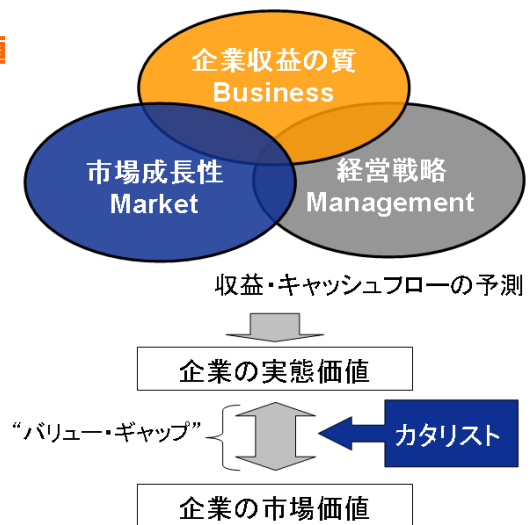 企業収益の質
Business
市場成長性
Market
経営戦略
Management
収益・キャッシュフローの予測
企業の実態価値
“バリュー・ギャップ”
カタリスト
企業の市場価値